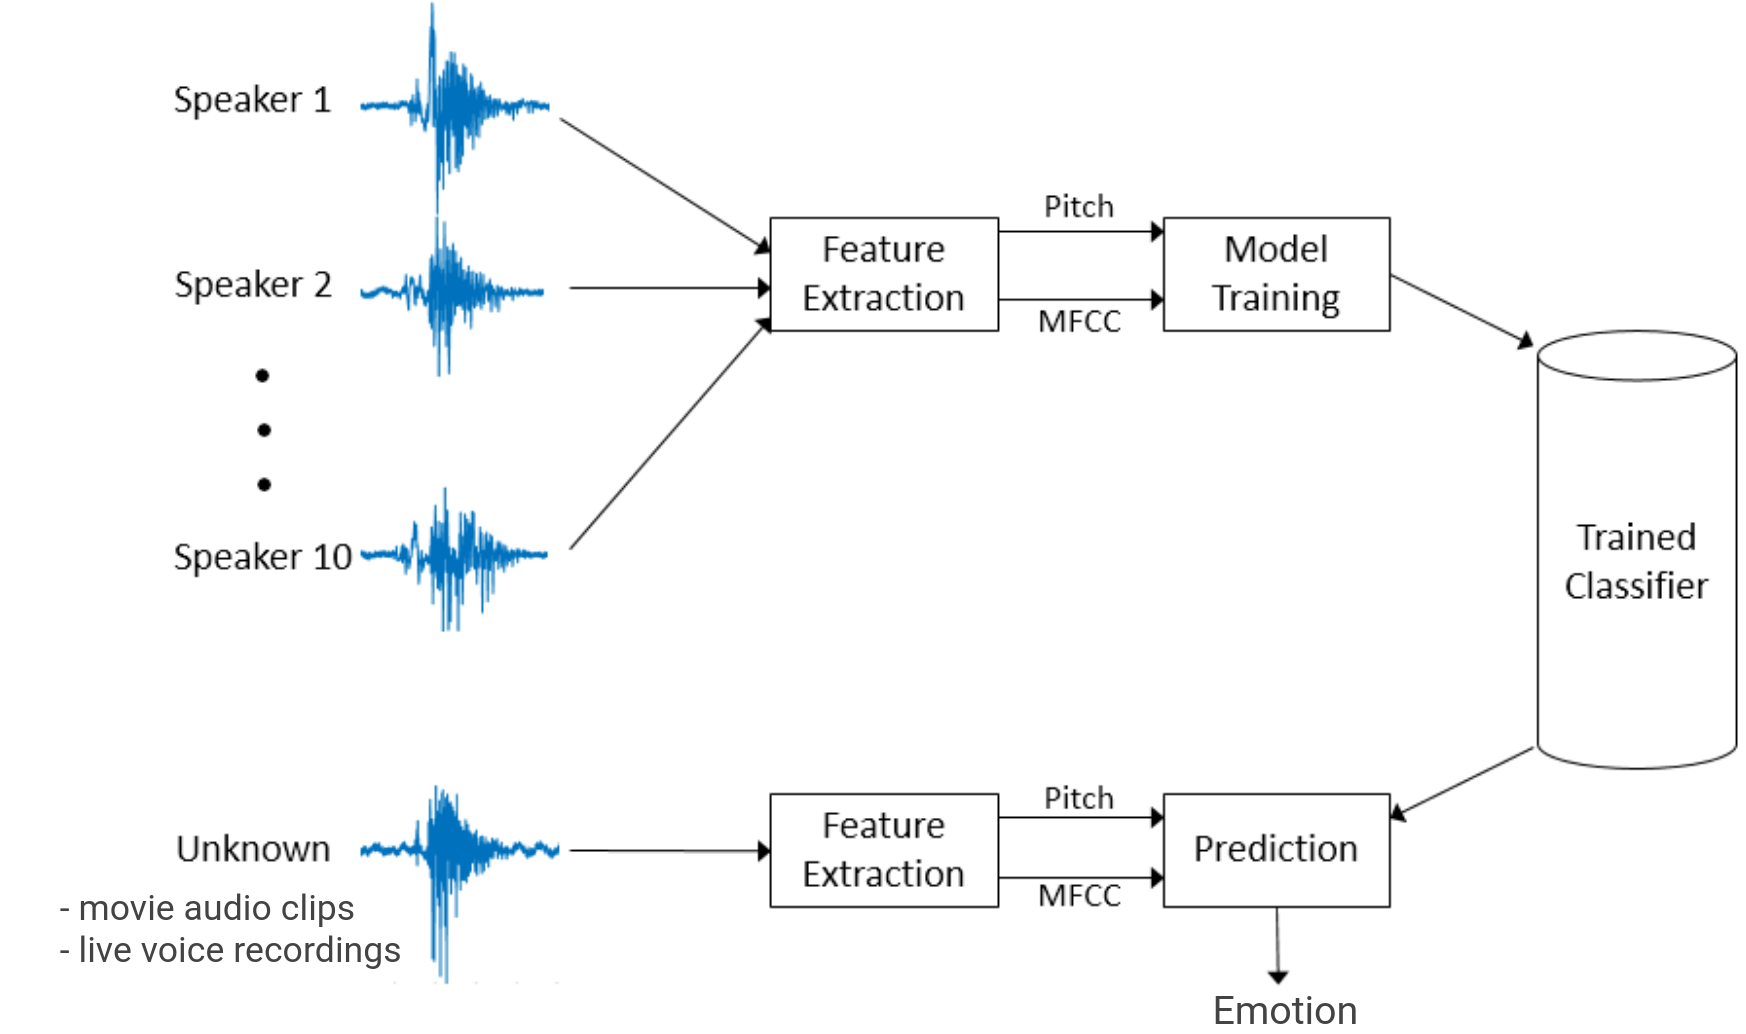 Speaker 1
Speaker 2
Speaker 10
Feature
Extraction
Pitch
MFCC
Model
Training
Trained
Classifier
Unknown
- movie audio clips
- live voice recordings
Feature
Extraction
Pitch
MFCC
Prediction
Emotion